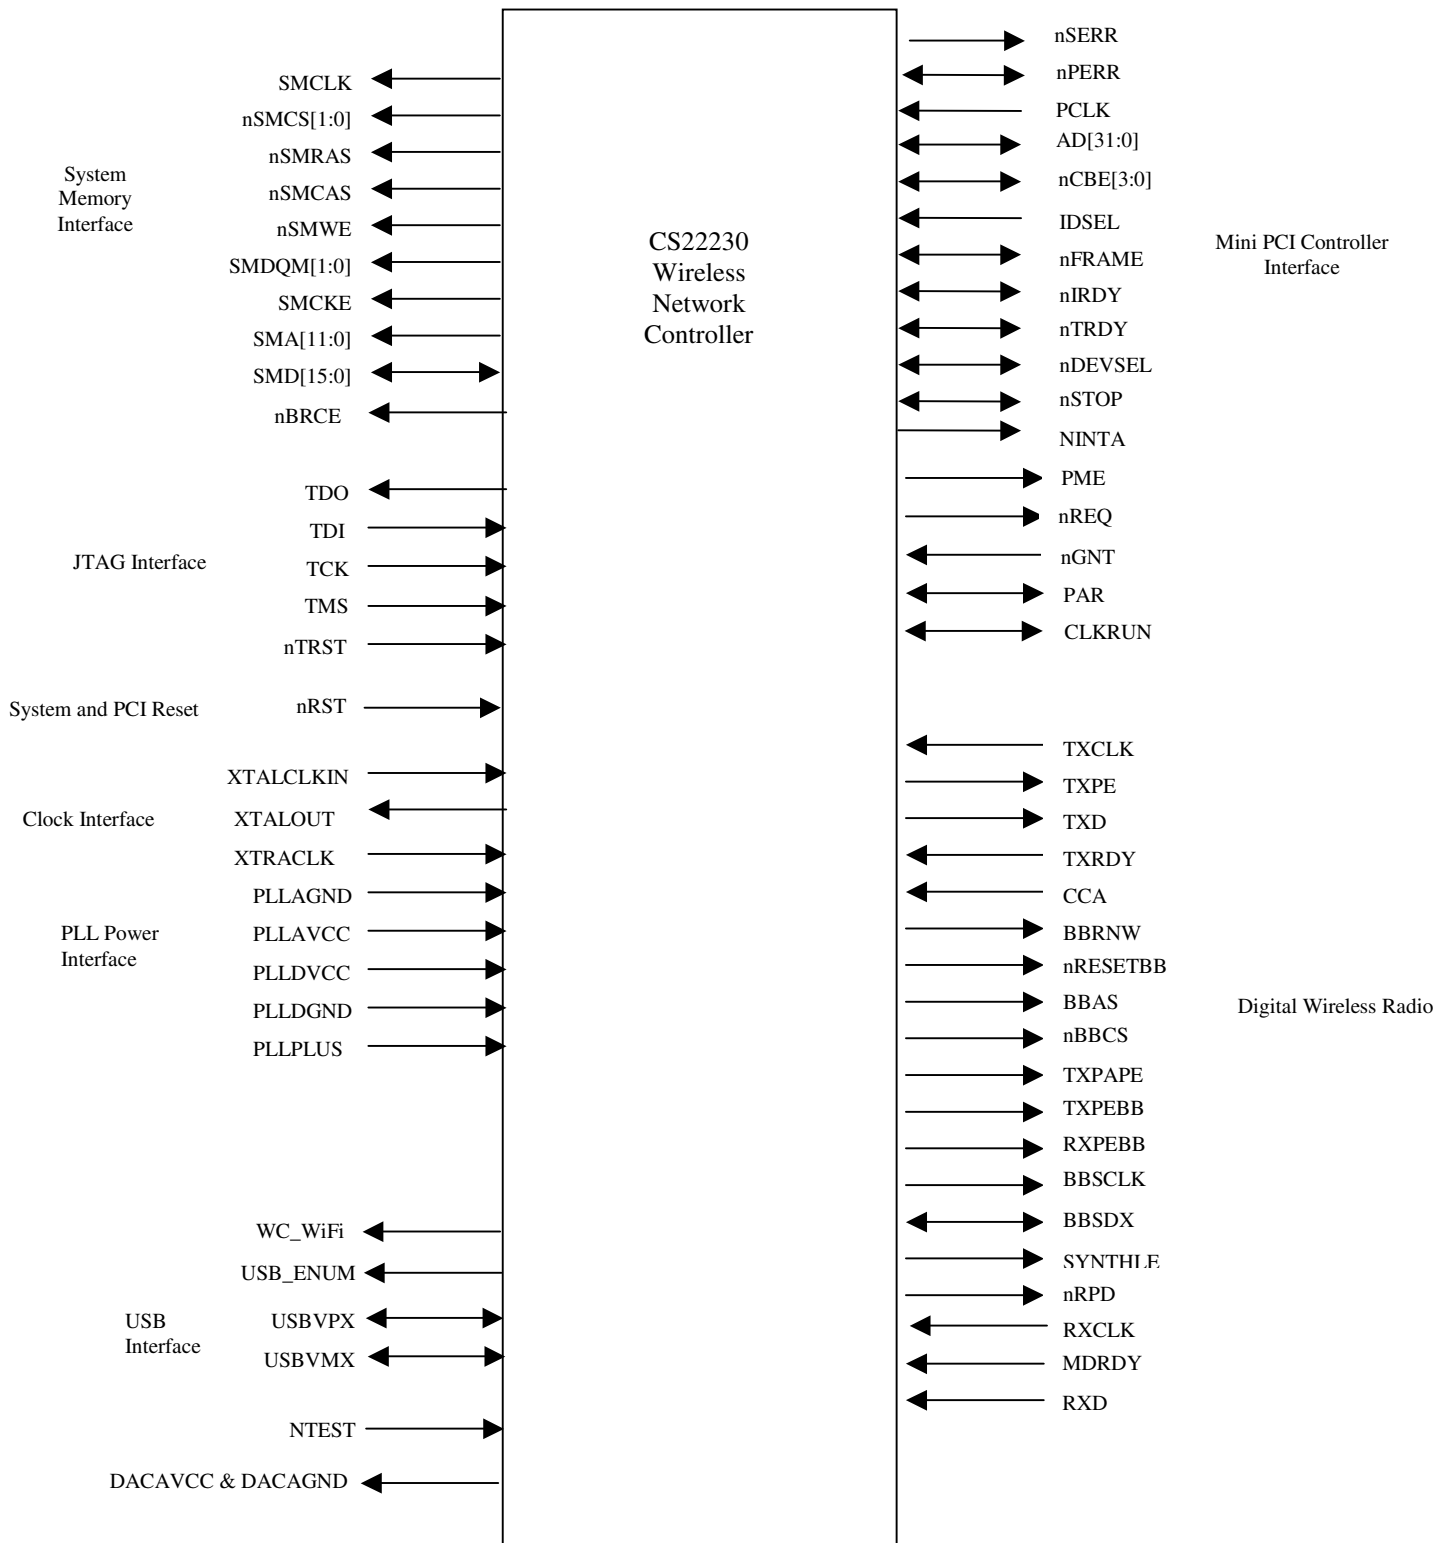 SMCLK
nSMCS[1:0]
nSMRAS
nSMCAS
nSMWE
SMDQM[1:0]
SMCKE
SMA[11:0]
SMD[15:0]
nBRCE
System
Memory
Interface
TDO
TDI
TCK
TMS
nTRST
JTAG Interface
System and PCI Reset
nRST
XTALCLKIN
XTALOUT
XTRACLK
Clock Interface
PLLAGND
PLLAVCC
PLLDVCC
PLLDGND
PLLPLUS
PLL Power
Interface
WC_WiFi
USB_ENUM
USBVPX
USBVMX
USB
Interface
NTEST
DACAVCC & DACAGND
CS22230
Wireless
Network
Controller
nSERR
nPERR
PCLK
AD[31:0]
nCBE[3:0]
IDSEL
nFRAME
nIRDY
nTRDY
nDEVSEL
nSTOP
NINTA
PME
nREQ
nGNT
PAR
CLKRUN
Mini PCI Controller
Interface
TXCLK
TXPE
TXD
TXRDY
CCA
BBRNW
nRESETBB
BBAS
nBBCS
TXPAPE
TXPEBB
RXPEBB
BBSCLK
BBSDX
SYNTHLE
nRPD
RXCLK
MDRDY
RXD
Digital Wireless Radio